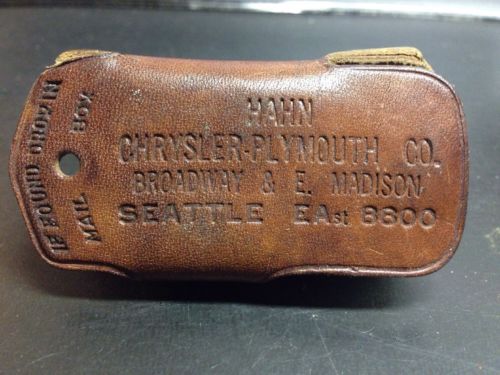 IF FOUND DROP IN
MAIL BOX
HAHN
CHRYSLER-PLYMOUTH CO.
BROADWAY & E. MADISON
SEATTLE EAst 8800